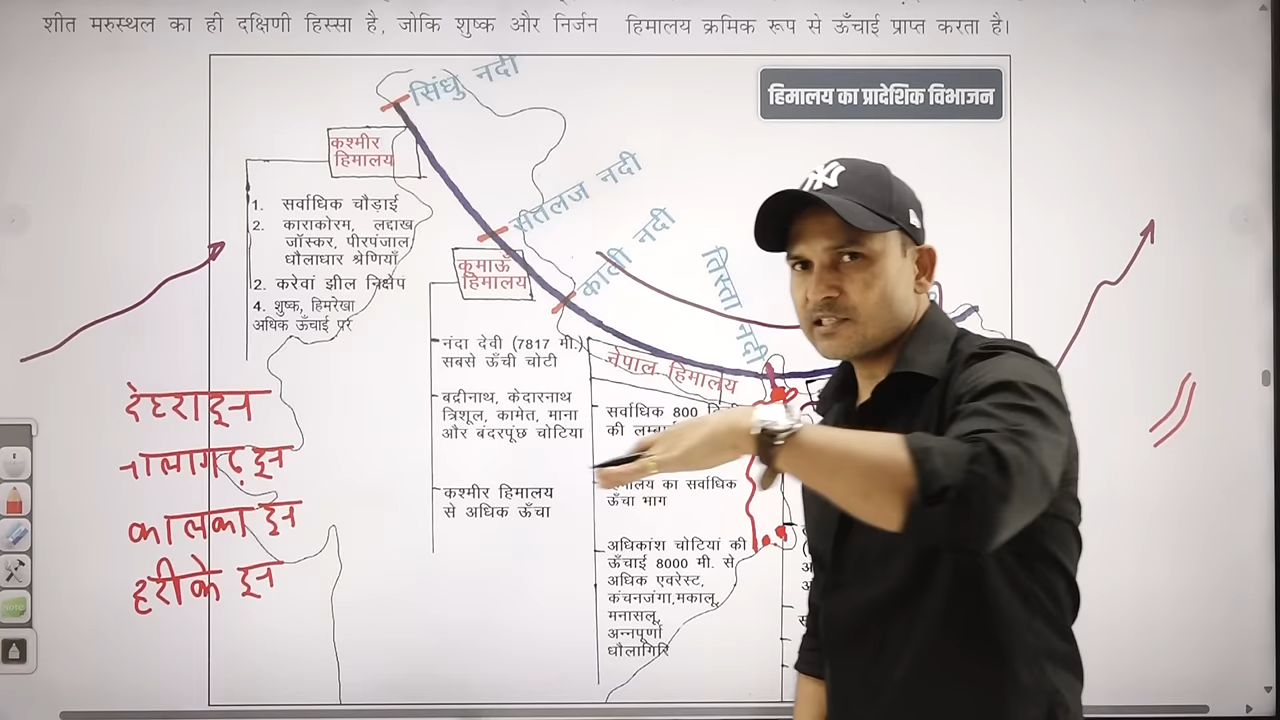 शीत मरुस्थल का ही दक्षिणी हिस्सा है, जोकि शुष्क और निर्जन हिमालय क्रमिक रूप से ऊँचाई प्राप्त करता है।
हिमालय का प्रादेशिक विभाजन
सिंधु नदी
कश्मीर
हिमालय
1. सर्वाधिक चौड़ाई
2. काराकोरम, लद्दाख
जॉस्कर, पीरपंजाल,
धौलाधार श्रेणियाँ
2. करेवां झील निक्षेप
4. शुष्क, हिमरेखा
अधिक ऊँचाई पर
सतलज नदी
कुमाऊँ
हिमालय
काली नदी
तिस्ता नदी
नंदा देवी (7817 मी.)
सबसे ऊँची चोटी
बद्रीनाथ, केदारनाथ
त्रिशूल, कामेत, माना
और बंदरपूंछ चोटिया
कश्मीर हिमालय
से अधिक ऊँचा
नेपाल हिमालय
सर्वाधिक 800
की
हिमालय का सर्वाधिक
ऊँचा भाग
अधिकांश चोटियां की
ऊँचाई 8000 मी. से
अधिक एवरेस्ट,
कंचनजंगा,मकालू,
मनासलू,
अन्नपूर्णा
धौलागिरि
देहरादून
नालागढ़ दून
कालका दून
हरीके दून
NY